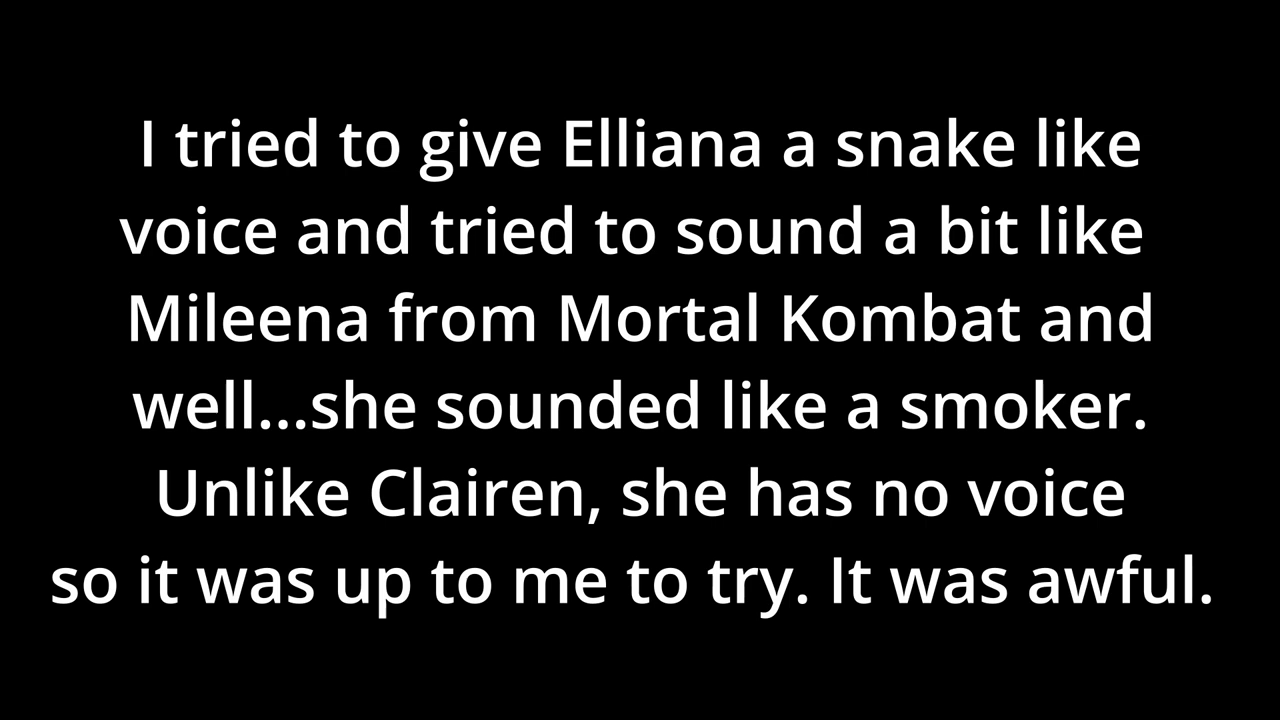 I tried to give Elliana a snake like
voice and tried to sound a bit like
Mileena from Mortal Kombat and
well...she sounded like a smoker.
Unlike Clairen, she has no voice
so it was up to me to try. It was awful.